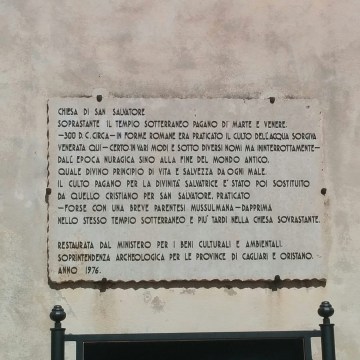 CHIESA DI SAN SALVATORE
SOPRASTANTE IL TEMPIO SOTTERRANEO PAGANO DI MARTE E VENERE.
—300 D. C. CIRCA— IN FORME ROMANE ERA PRATICATO IL CULTO DELL'ACQUA SORGIVA
VENERATA QUI—CERTO IN VARI MODI E SOTTO DIVERSI NOMI MA ININTERROTTAMENTE—
DALL'EPOCA NURAGICA SINO ALLA FINE DEL MONDO ANTICO.
QUALE DIVINO PRINCIPIO DI VITA E SALVEZZA DA OGNI MALE.
IL CULTO PAGANO PER LA DIVINITA' SALVATRICE E' STATO POI SOSTITUITO
DA QUELLO CRISTIANO PER SAN SALVATORE, PRATICATO
—FORSE CON UNA BREVE PARENTESI MUSSULMANA—DAPPRIMA
NELLO STESSO TEMPIO SOTTERRANEO E PIU' TARDI NELLA CHIESA SOVRASTANTE.
RESTAURATA DAL MINISTERO PER I BENI CULTURALI E AMBIENTALI.
SOPRINTENDENZA ARCHEOLOGICA PER LE PROVINCE DI CAGLIARI E ORISTANO.
ANNO 1976.